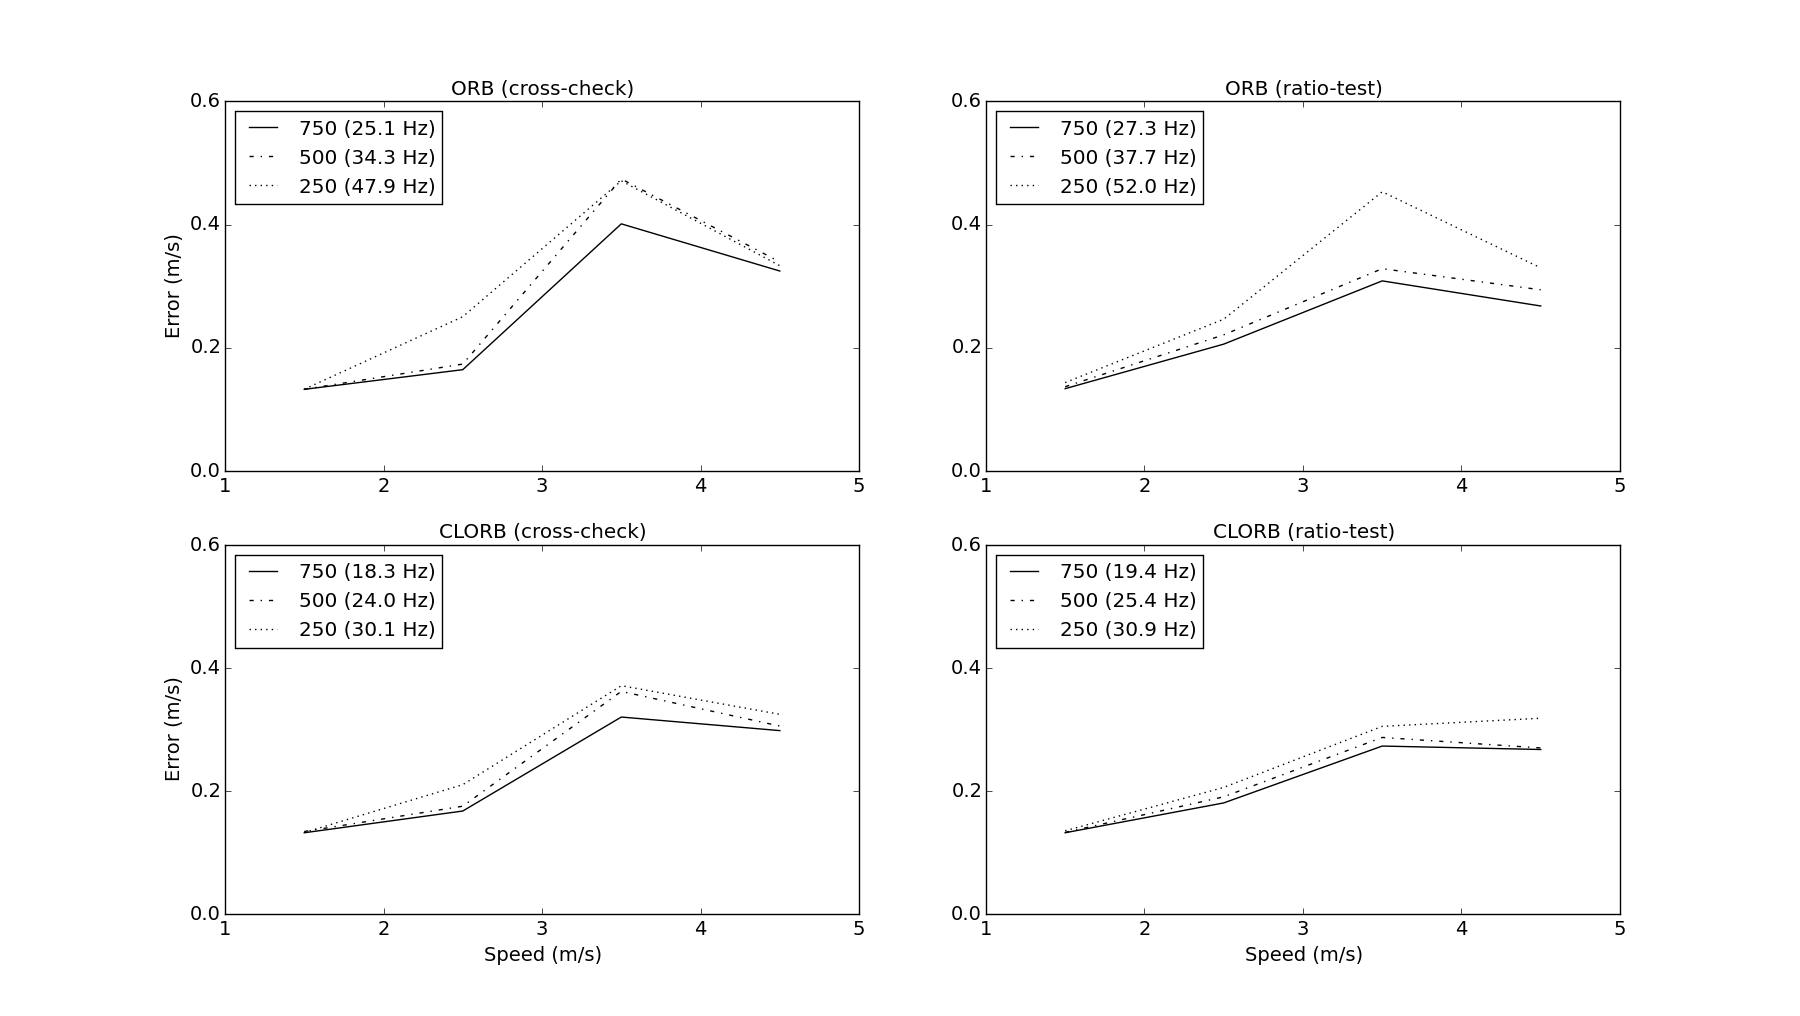 ORB (cross-check)
0.6
0.4
0.2
0.0
Error (m/s)
750 (25.1 Hz)
500 (34.3 Hz)
250 (47.9 Hz)
1 2 3 4 5
ORB (ratio-test)
0.6
0.4
0.2
0.0
750 (27.3 Hz)
500 (37.7 Hz)
250 (52.0 Hz)
1 2 3 4 5
CLORB (cross-check)
0.6
0.4
0.2
0.0
Error (m/s)
750 (18.3 Hz)
500 (24.0 Hz)
250 (30.1 Hz)
1 2 3 4 5
Speed (m/s)
CLORB (ratio-test)
0.6
0.4
0.2
0.0
750 (19.4 Hz)
500 (25.4 Hz)
250 (30.9 Hz)
1 2 3 4 5
Speed (m/s)